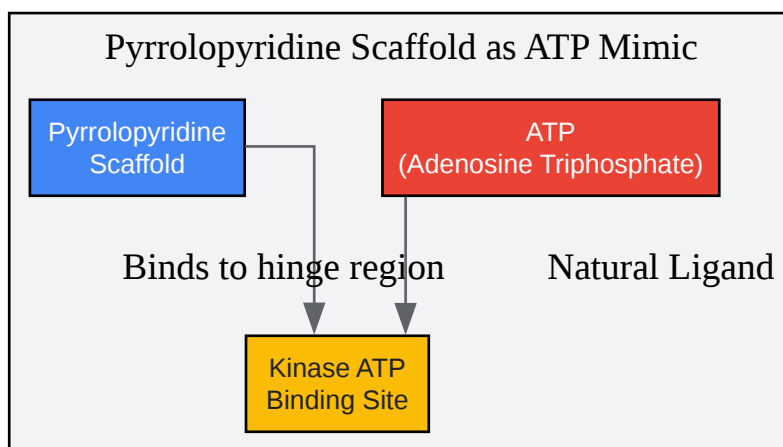 Pyrrolopyridine Scaffold as ATP Mimic
Pyrrolopyridine
Scaffold
ATP
(Adenosine Triphosphate)
Binds to hinge region
Natural Ligand
Kinase ATP
Binding Site